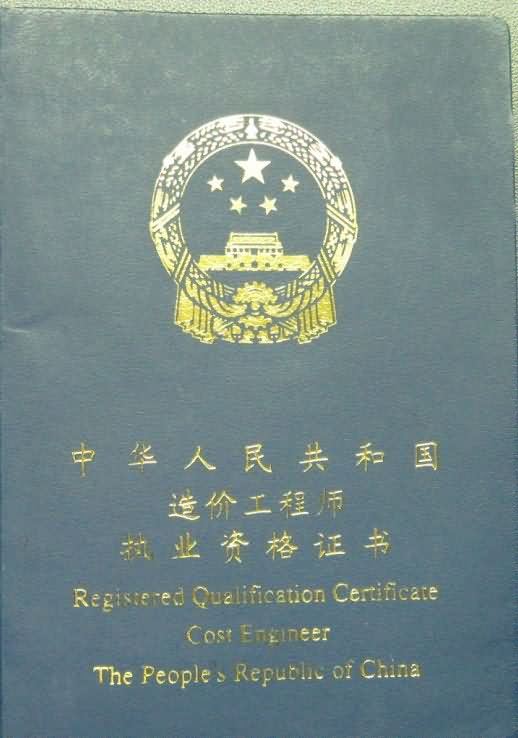 中华人民共和国
造价工程师
执业资格证书
Registered Qualification Certificate
Cost Engineer
The People's Republic of China